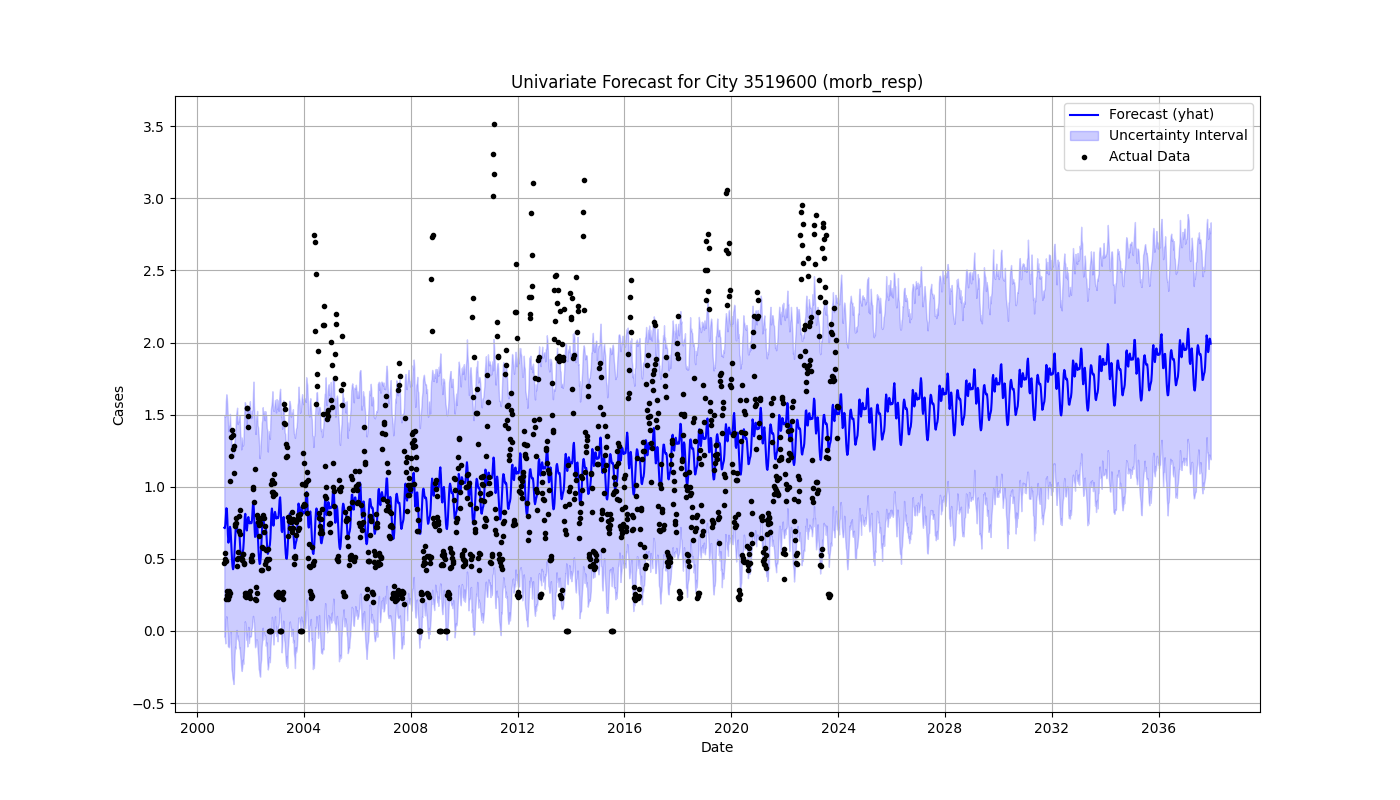 Univariate Forecast for City 3519600 (morb_resp)
Forecast (yhat)
Uncertainty Interval
Actual Data
Cases
3.5
3.0
2.5
2.0
1.5
1.0
0.5
0.0
−0.5
2000 2004 2008 2012 2016 2020 2024 2028 2032 2036
Date